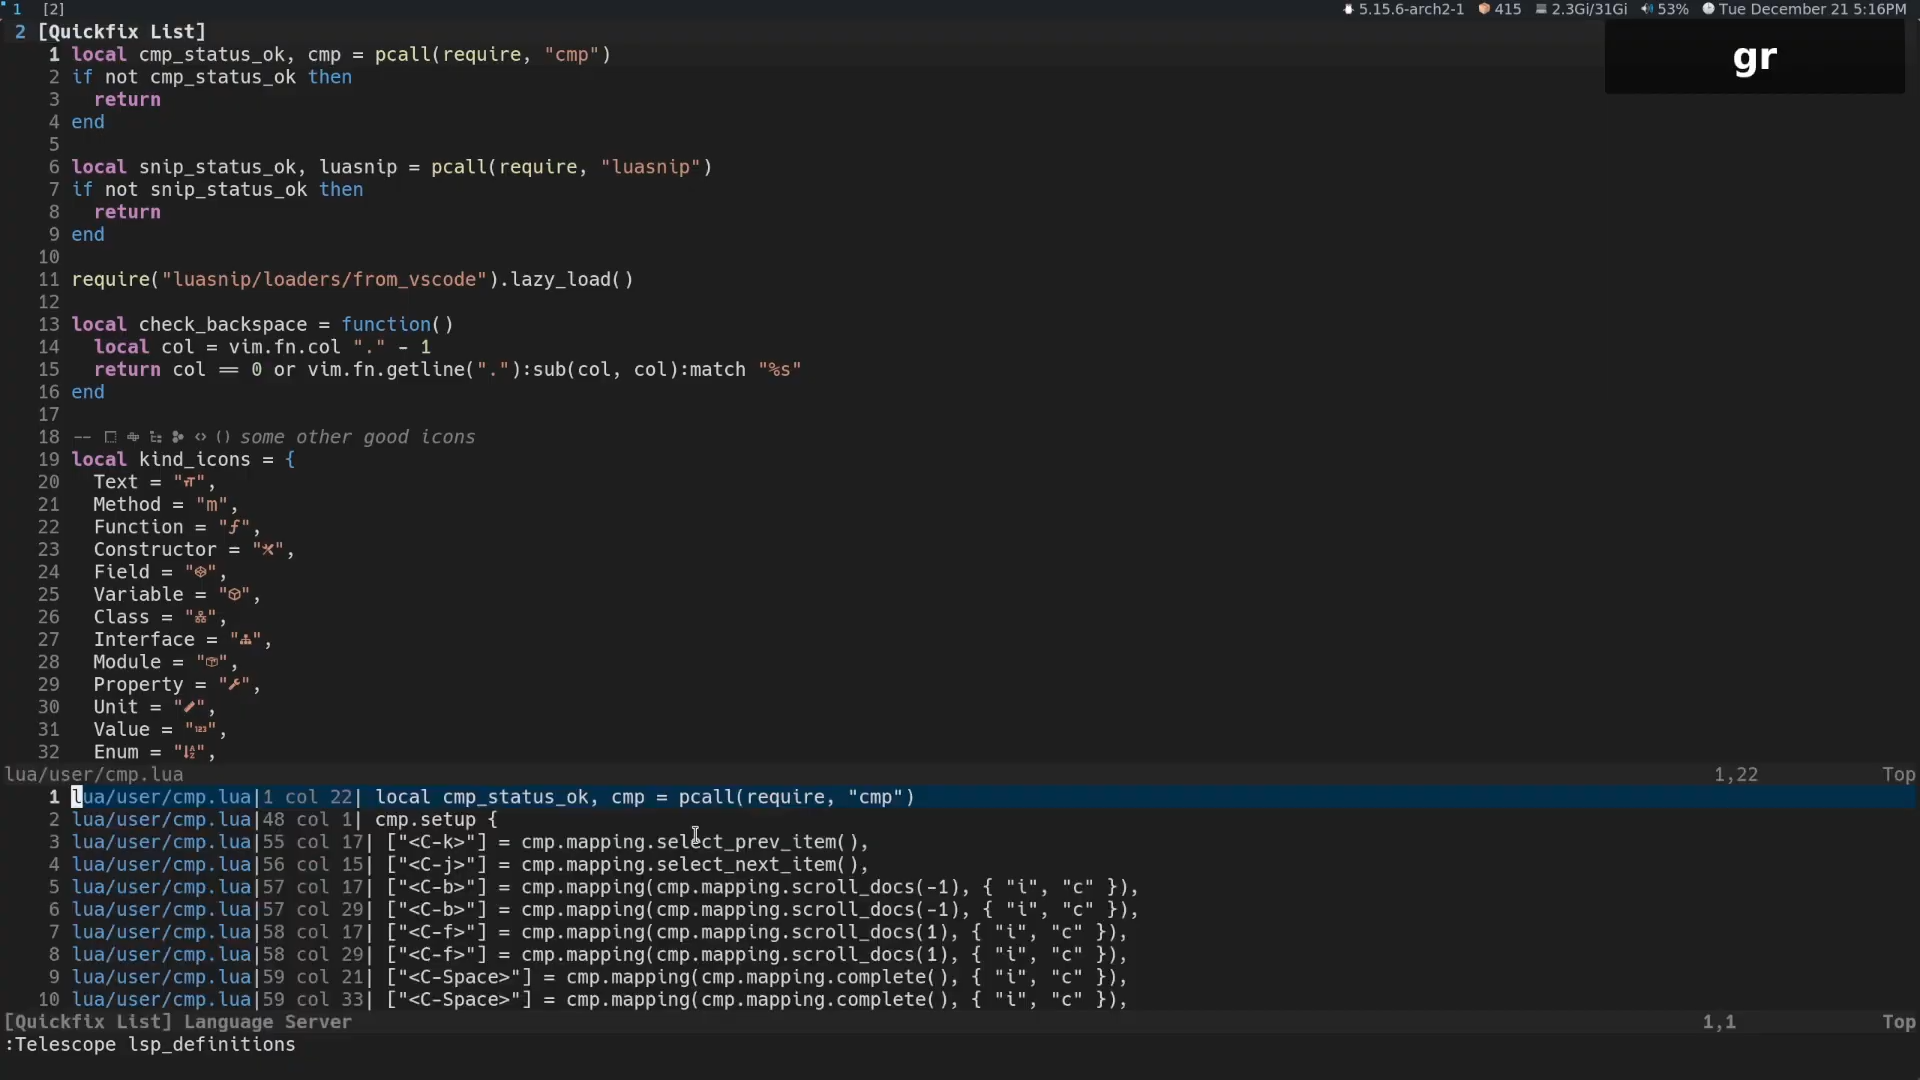 1 [2] 5.15.6-arch2-1 415 2.3Gi/31Gi 53% Tue December 21 5:16PM
2 [Quickfix List]
gr
1 local cmp_status_ok, cmp = pcall(require, "cmp")
2 if not cmp_status_ok then
3 return
4 end
5
6 local snip_status_ok, luasnip = pcall(require, "luasnip")
7 if not snip_status_ok then
8 return
9 end
10
11 require("luasnip/loaders/from_vscode").lazy_load()
12
13 local check_backspace = function()
14 local col = vim.fn.col "." - 1
15 return col == 0 or vim.fn.getline("."):sub(col, col):match "%s"
16 end
17
18 -- <> () some other good icons
19 local kind_icons = {
20 Text = "",
21 Method = "m",
22 Function = "ƒ",
23 Constructor = "",
24 Field = "",
25 Variable = "",
26 Class = "",
27 Interface = "",
28 Module = "",
29 Property = "",
30 Unit = "",
31 Value = "",
32 Enum = "",
lua/user/cmp.lua 1,22 Top
1 lua/user/cmp.lua|1 col 22| local cmp_status_ok, cmp = pcall(require, "cmp")
2 lua/user/cmp.lua|48 col 1| cmp.setup {
3 lua/user/cmp.lua|55 col 17| ["<C-k>"] = cmp.mapping.select_prev_item(),
4 lua/user/cmp.lua|56 col 15| ["<C-j>"] = cmp.mapping.select_next_item(),
5 lua/user/cmp.lua|57 col 17| ["<C-b>"] = cmp.mapping(cmp.mapping.scroll_docs(-1), { "i", "c" }),
6 lua/user/cmp.lua|57 col 29| ["<C-b>"] = cmp.mapping(cmp.mapping.scroll_docs(-1), { "i", "c" }),
7 lua/user/cmp.lua|58 col 17| ["<C-f>"] = cmp.mapping(cmp.mapping.scroll_docs(1), { "i", "c" }),
8 lua/user/cmp.lua|58 col 29| ["<C-f>"] = cmp.mapping(cmp.mapping.scroll_docs(1), { "i", "c" }),
9 lua/user/cmp.lua|59 col 21| ["<C-Space>"] = cmp.mapping(cmp.mapping.complete(), { "i", "c" }),
10 lua/user/cmp.lua|59 col 33| ["<C-Space>"] = cmp.mapping(cmp.mapping.complete(), { "i", "c" }),
[Quickfix List] Language Server 1,1 Top
:Telescope lsp_definitions